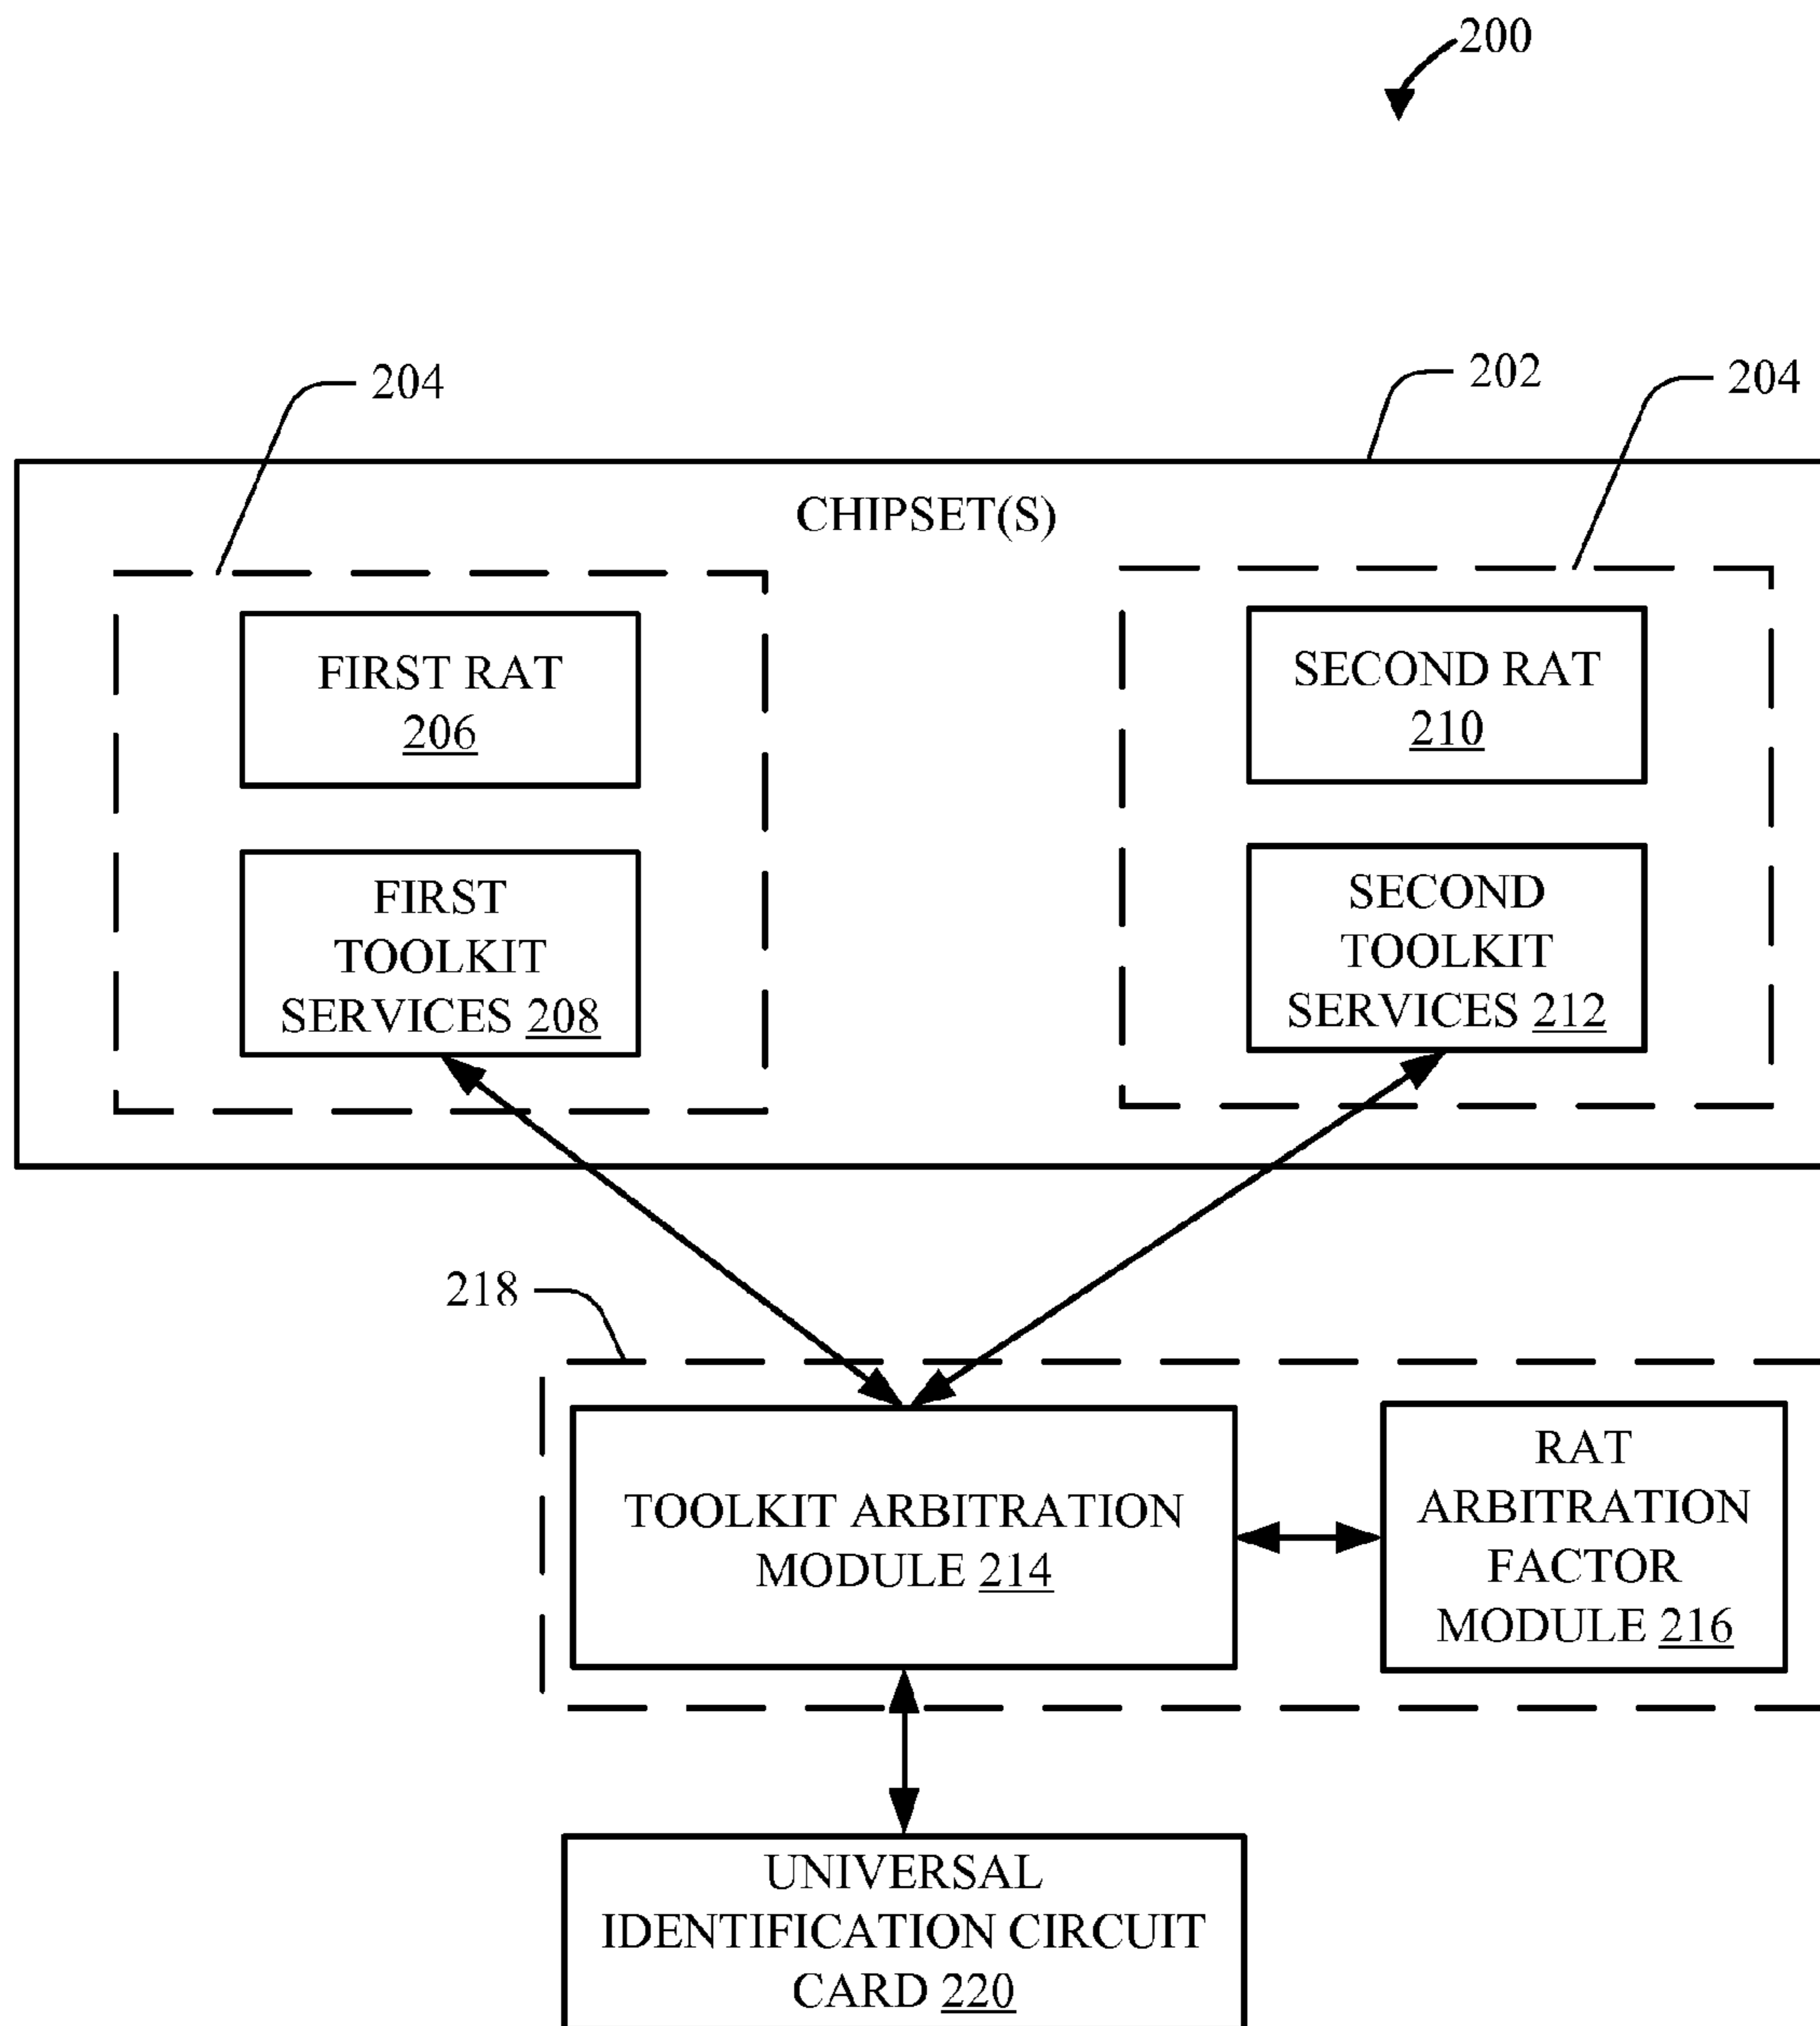 200
204
202
204
CHIPSET(S)
FIRST RAT
206
SECOND RAT
210
FIRST
TOOLKIT
SERVICES 208
SECOND
TOOLKIT
SERVICES 212
218
TOOLKIT ARBITRATION
MODULE 214
RAT
ARBITRATION
FACTOR
MODULE 216
UNIVERSAL
IDENTIFICATION CIRCUIT
CARD 220